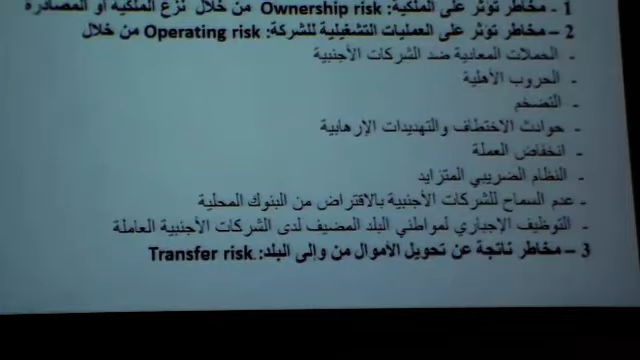 1 - مخاطر تؤثر على الملكية: Ownership risk من خلال نزع الملكية أو المصادرة
2 – مخاطر تؤثر على العمليات التشغيلية للشركة: Operating risk من خلال
- الحملات المعادية ضد الشركات الأجنبية
- الحروب الأهلية
- التضخم
- حوادث الاختطاف والتهديدات الإرهابية
- انخفاض العملة
- النظام الضريبي المتزايد
- عدم السماح للشركات الأجنبية بالاقتراض من البنوك المحلية
- التوظيف الإجباري لمواطني البلد المضيف لدى الشركات الأجنبية العاملة
3 – مخاطر ناتجة عن تحويل الأموال من وإلى البلد: Transfer risk.